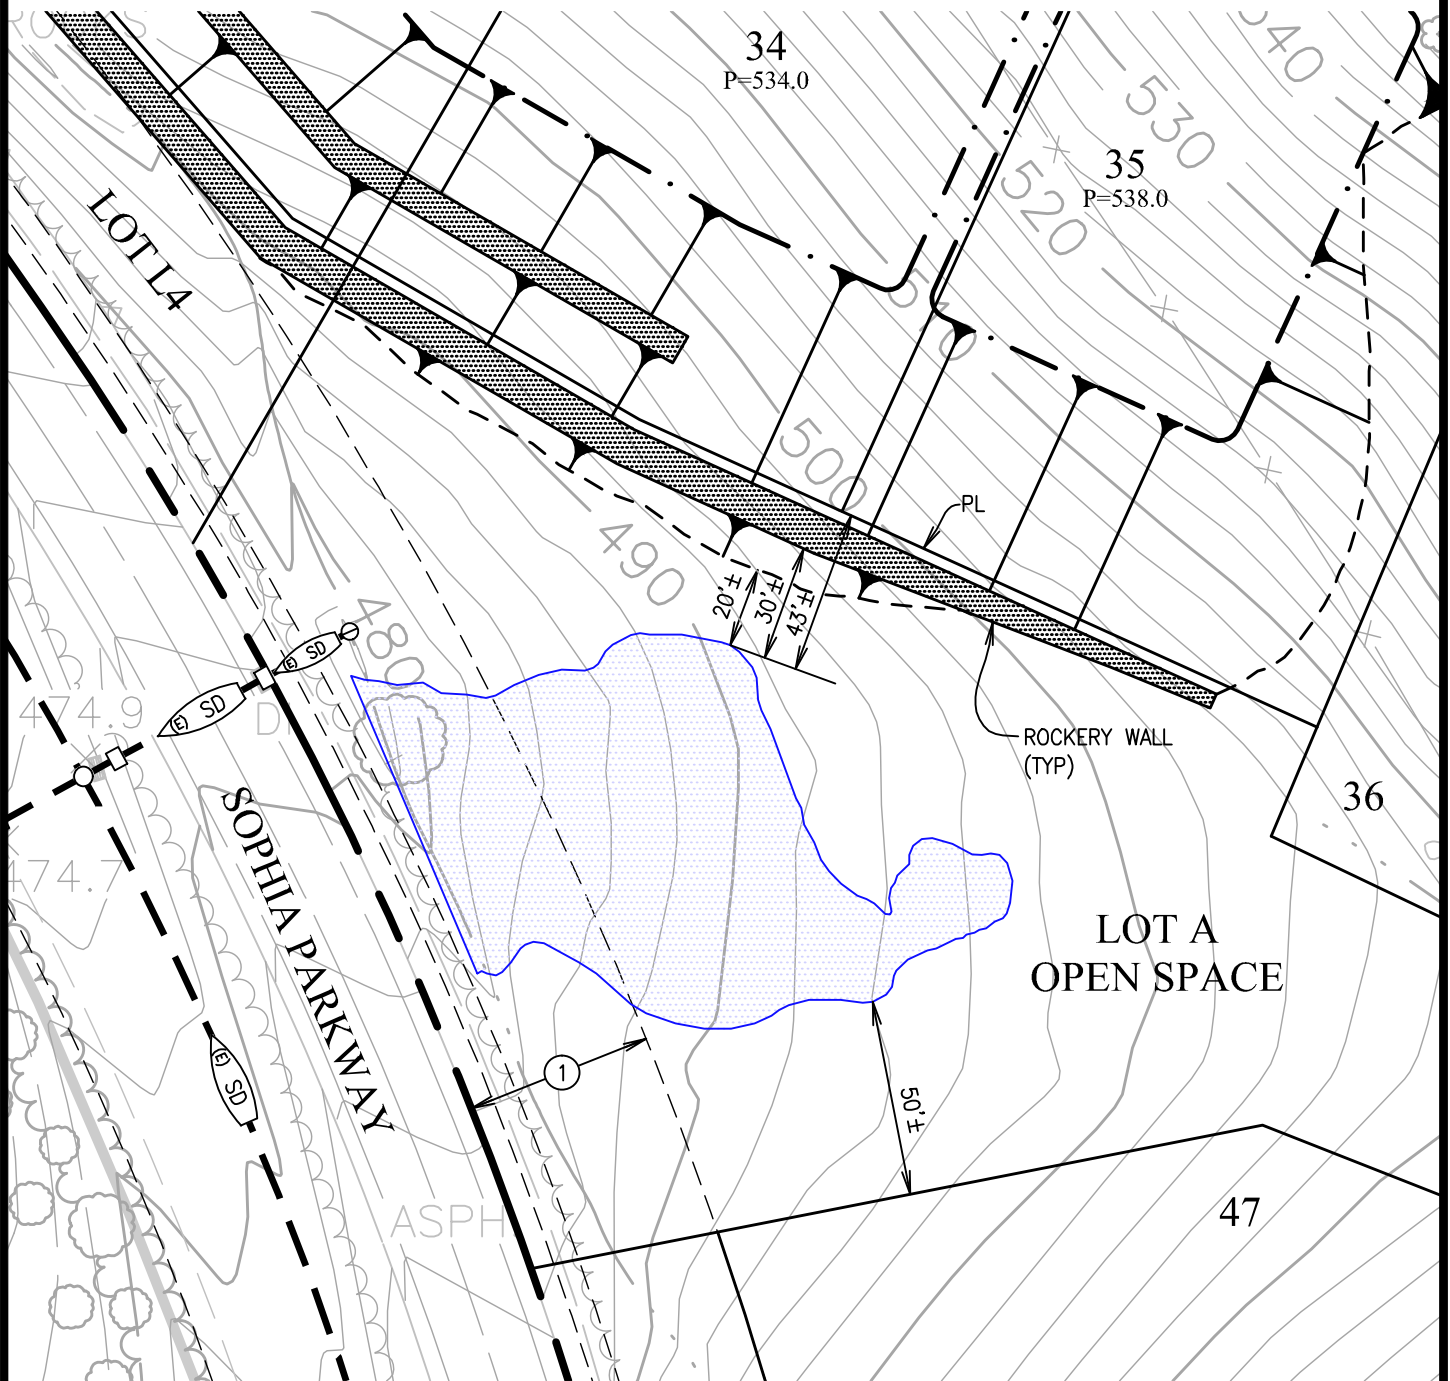 34
P=534.0
540
530
35
P=538.0
520
LOT L4
510
500
PL
490
20'±
30'±
43'±
480
(E) SD
(E) SD
474.9
ROCKERY WALL
(TYP)
36
SOPHIA PARKWAY
474.7
LOT A
OPEN SPACE
(E) SD
1
50'±
ASPH
47